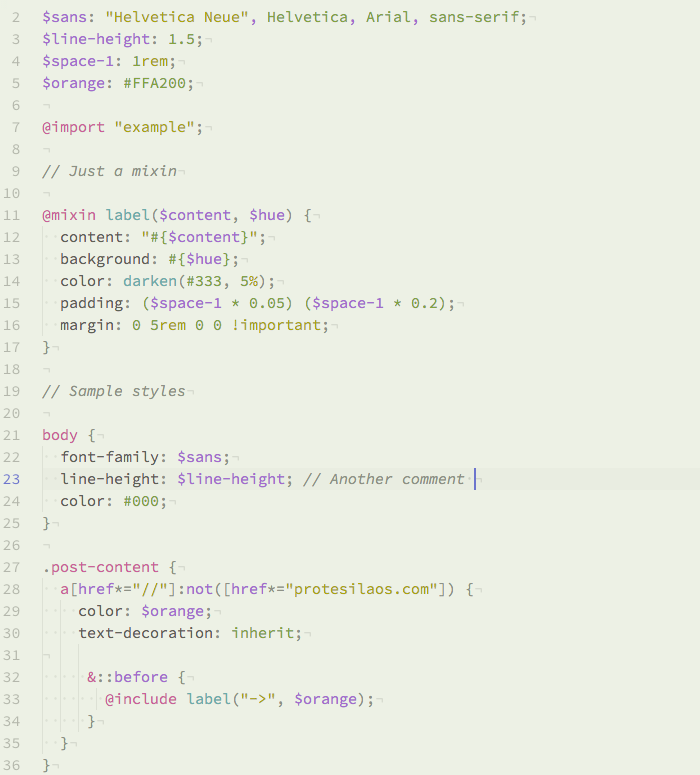 2 $sans: "Helvetica Neue", Helvetica, Arial, sans-serif;¬
3 $line-height: 1.5;¬
4 $space-1: 1rem;¬
5 $orange: #FFA200;¬
6 ¬
7 @import "example";¬
8 ¬
9 // Just a mixin¬
10 ¬
11 @mixin label($content, $hue) {¬
12 ··content: "#{$content}";¬
13 ··background: #{$hue};¬
14 ··color: darken(#333, 5%);¬
15 ··padding: ($space-1 * 0.05) ($space-1 * 0.2);¬
16 ··margin: 0 5rem 0 0 !important;¬
17 }¬
18 ¬
19 // Sample styles¬
20 ¬
21 body {¬
22 ··font-family: $sans;¬
23 ··line-height: $line-height; // Another comment·¬
24 ··color: #000;¬
25 }¬
26 ¬
27 .post-content {¬
28 ··a[href*="//"]:not([href*="protesilaos.com"]) {¬
29 ····color: $orange;¬
30 ····text-decoration: inherit;¬
31 ¬
32 ·····&::before {¬
33 ·······@include label("->", $orange);¬
34 ·····}¬
35 ··}¬
36 }¬